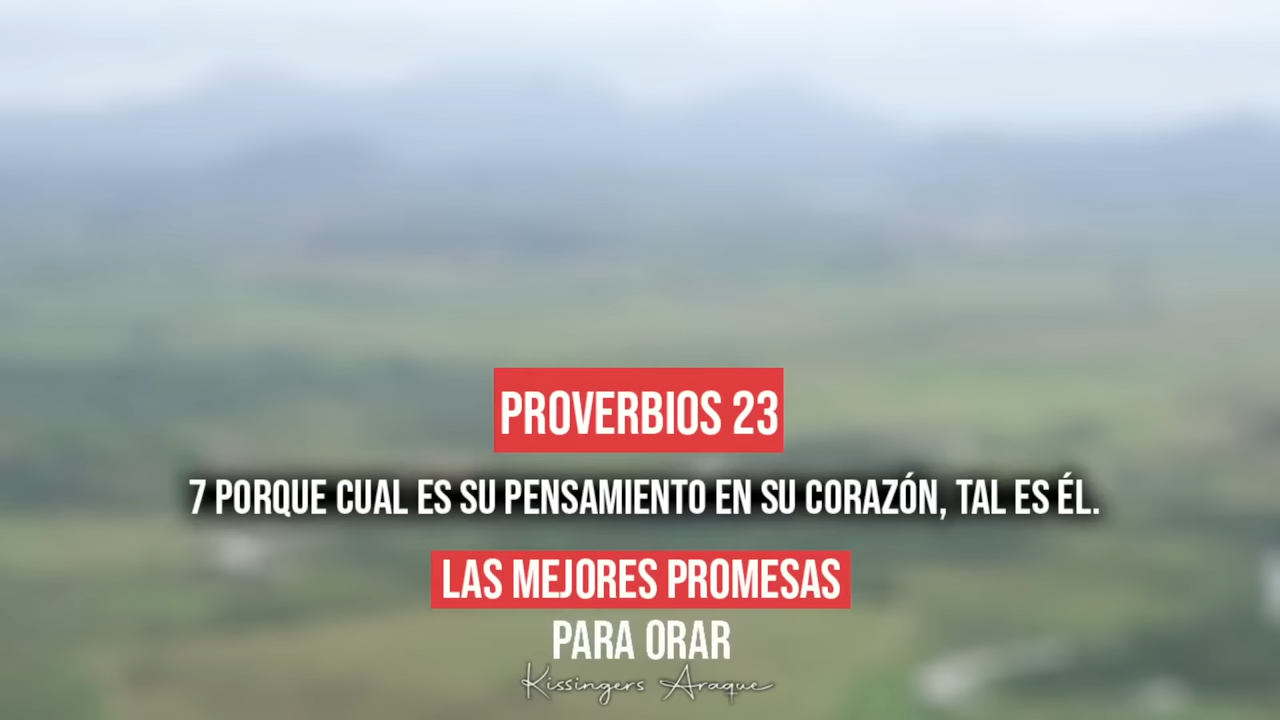 PROVERBIOS 23
7 PORQUE CUAL ES SU PENSAMIENTO EN SU CORAZÓN, TAL ES ÉL.
LAS MEJORES PROMESAS
PARA ORAR
Kissingers Araque